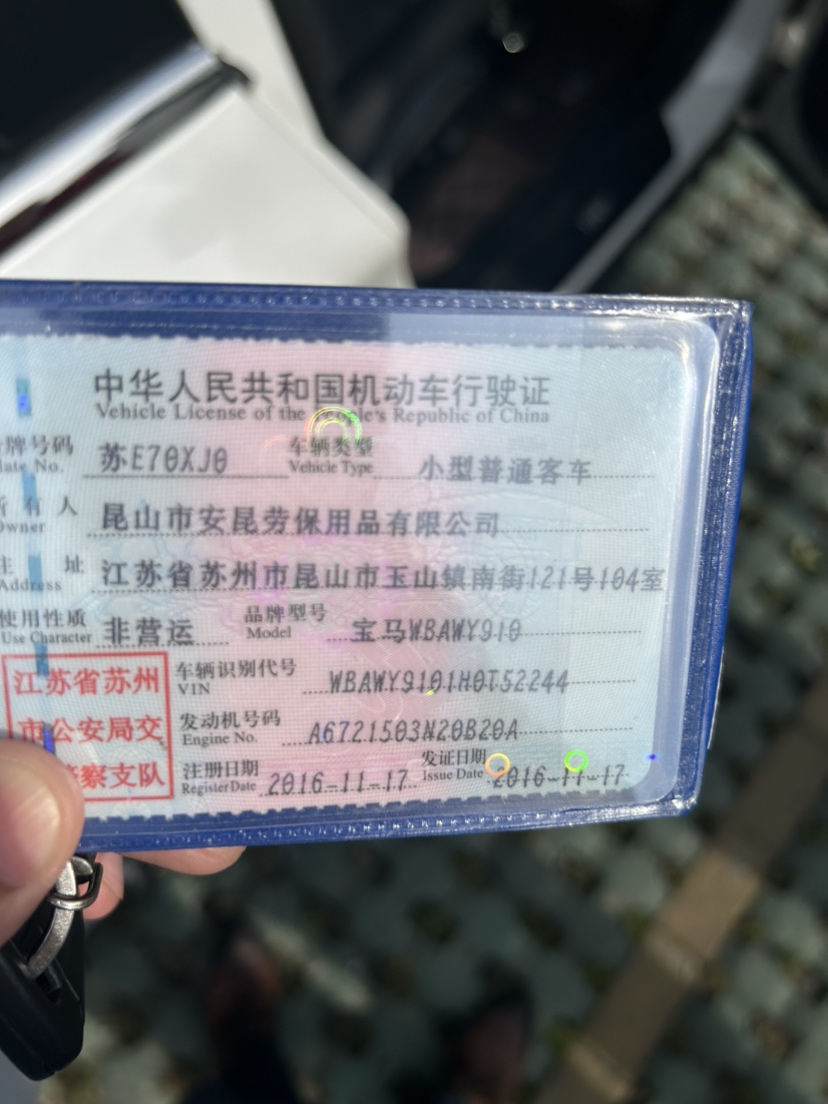 中华人民共和国机动车行驶证
Vehicle License of the People's Republic of China
牌号码 苏E70XJ0 车辆类型 小型普通客车
late No. Vehicle Type
所有人 昆山市安昆劳保用品有限公司
Owner
址 江苏省苏州市昆山市玉山镇南街121号104室
Address
使用性质 非营运 品牌型号 宝马WBAWY910
Use Character Model
江苏省苏州 车辆识别代号 WBAWY9101H0T52244
VIN
市公安局交 发动机号码 A6721503N20B20A
Engine No.
警察支队 注册日期 2016-11-17 发证日期 2016-11-17
Register Date Issue Date